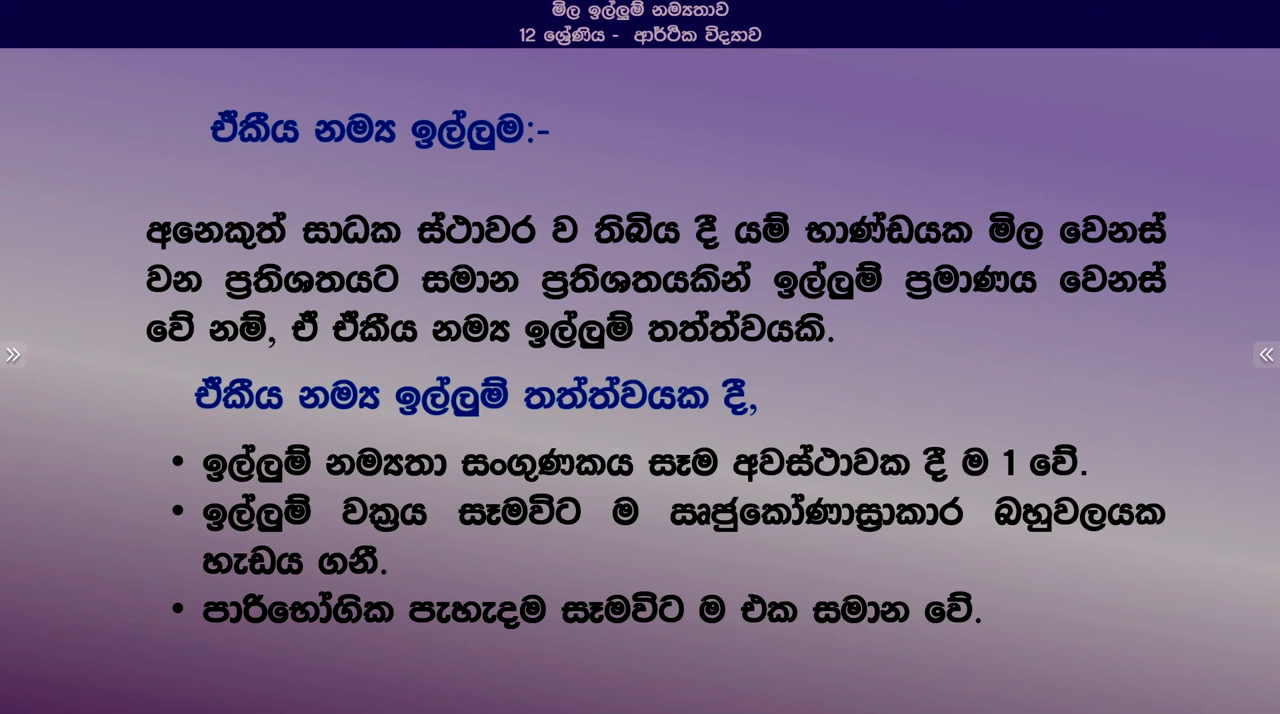 මිල ඉල්ලුම් නම්‍යතාව
12 ශ්‍රේණිය - ආර්ථික විද්‍යාව
ඒකීය නම්‍ය ඉල්ලුම:-
අනෙකුත් සාධක ස්ථාවර ව තිබිය දී යම් භාණ්ඩයක මිල වෙනස්
වන ප්‍රතිශතයට සමාන ප්‍රතිශතයකින් ඉල්ලුම් ප්‍රමාණය වෙනස්
වේ නම්, ඒ ඒකීය නම්‍ය ඉල්ලුම් තත්ත්වයකි.
ඒකීය නම්‍ය ඉල්ලුම් තත්ත්වයක දී,
• ඉල්ලුම් නම්‍යතා සංගුණකය සෑම අවස්ථාවක දී ම 1 වේ.
• ඉල්ලුම් වක්‍රය සෑමවිට ම ඍජුකෝණාස්‍රාකාර බහුවලයක
හැඩය ගනී.
• පාරිභෝගික පැහැදම සෑමවිට ම එක සමාන වේ.